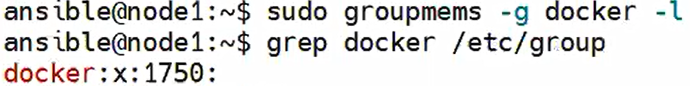 ansible@node1:~$ sudo groupmems -g docker -l
ansible@node1:~$ grep docker /etc/group
docker:x:1750: